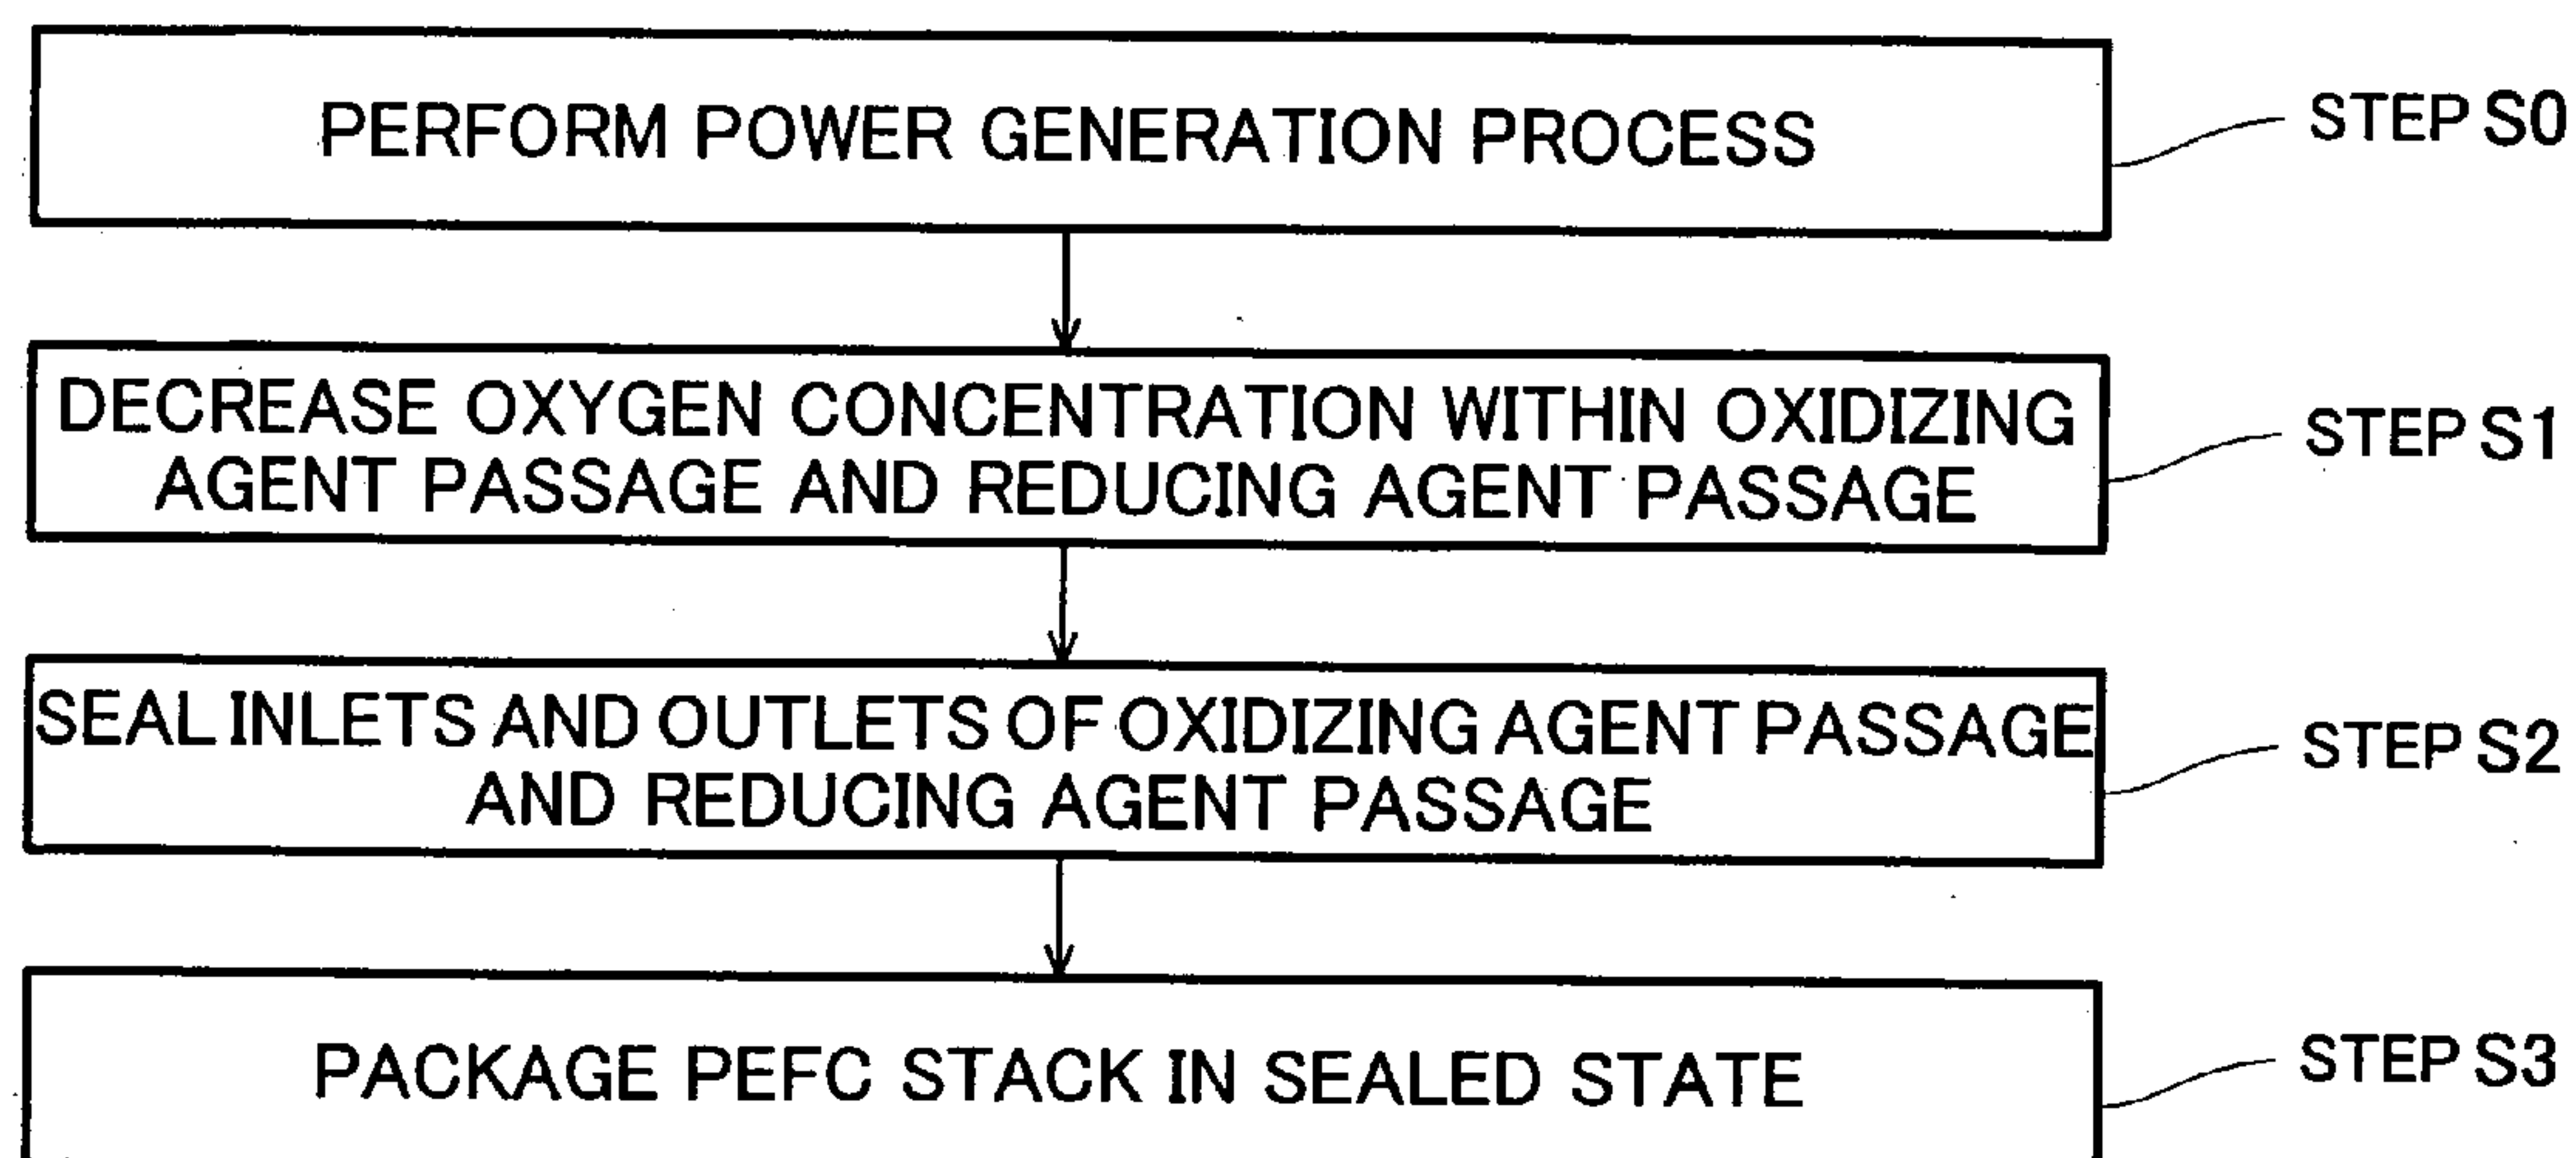 PERFORM POWER GENERATION PROCESS
STEP S0
DECREASE OXYGEN CONCENTRATION WITHIN OXIDIZING
AGENT PASSAGE AND REDUCING AGENT PASSAGE
STEP S1
SEAL INLETS AND OUTLETS OF OXIDIZING AGENT PASSAGE
AND REDUCING AGENT PASSAGE
STEP S2
PACKAGE PEFC STACK IN SEALED STATE
STEP S3